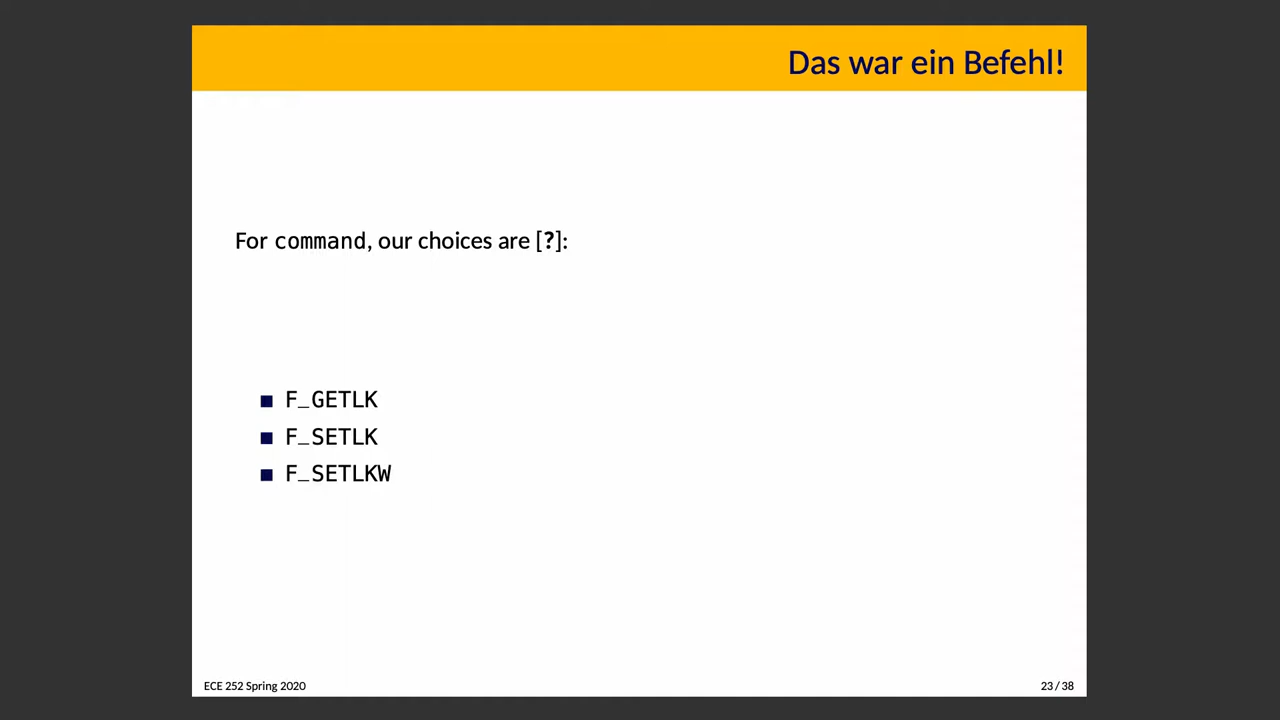 Das war ein Befehl!
For command, our choices are [?]:
■ F_GETLK
■ F_SETLK
■ F_SETLKW
ECE 252 Spring 2020
23 / 38